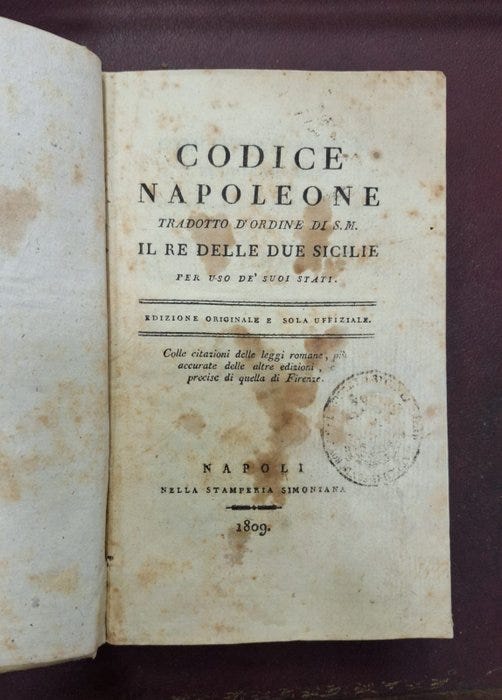 CODICE
NAPOLEONE
TRADOTTO D'ORDINE DI S.M.
IL RE DELLE DUE SICILIE
PER USO DE' SUOI STATI.
EDIZIONE ORIGINALE E SOLA UFFIZIALE.
Colle citazioni delle leggi romane, più
accurate delle altre edizioni, e
precise di quella di Firenze.
NAPOLI
NELLA STAMPERIA SIMONIANA
1809.